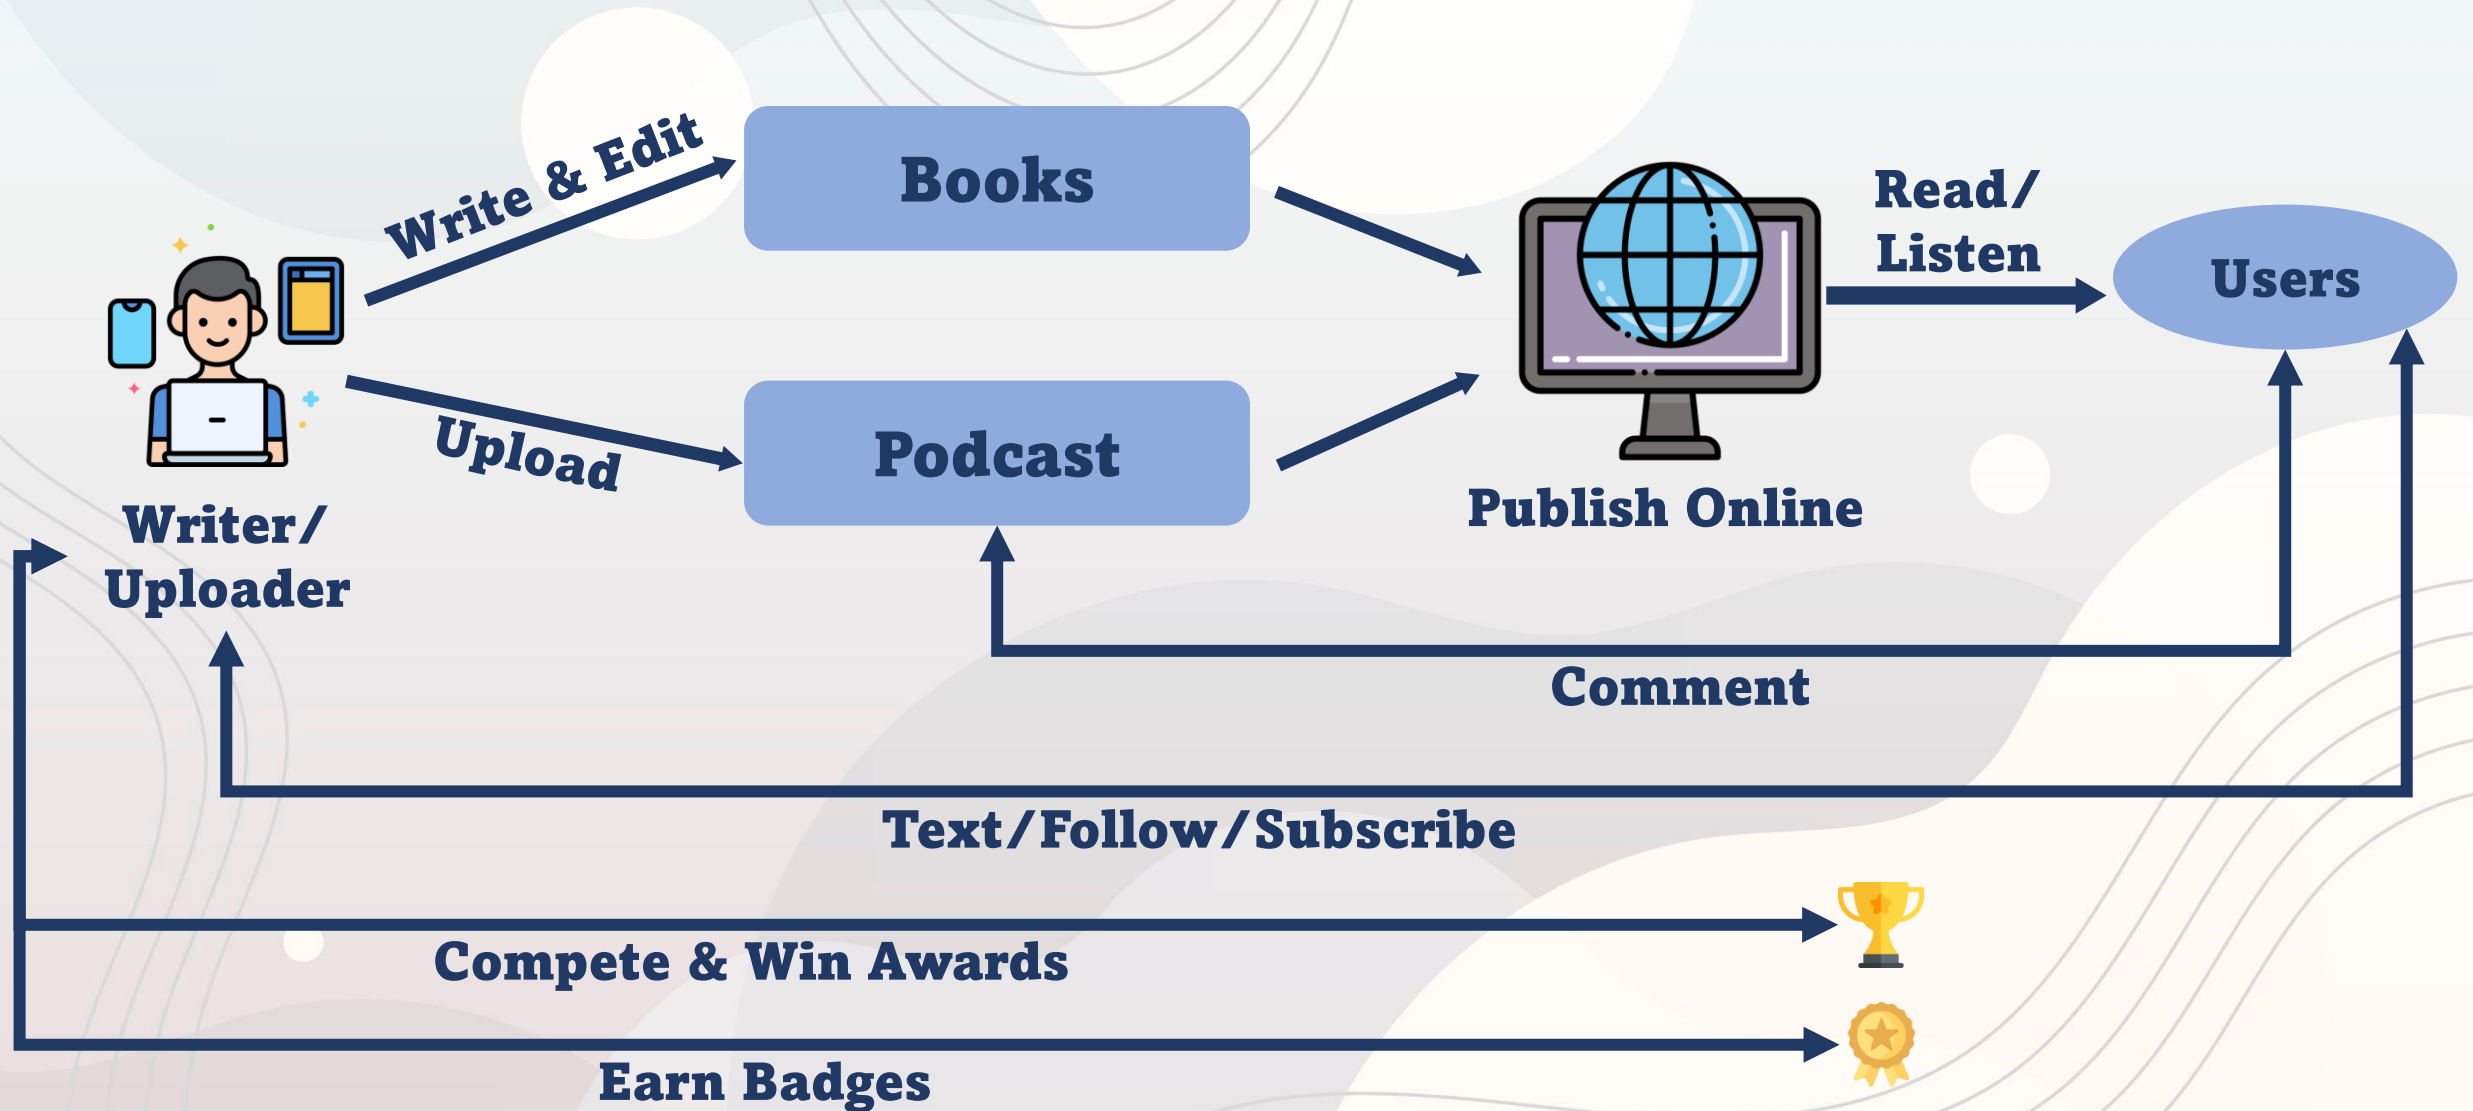 Write & Edit
Books
Read/
Listen
Users
Upload
Podcast
Publish Online
Writer/
Uploader
Comment
Text/Follow/Subscribe
Compete & Win Awards
Earn Badges